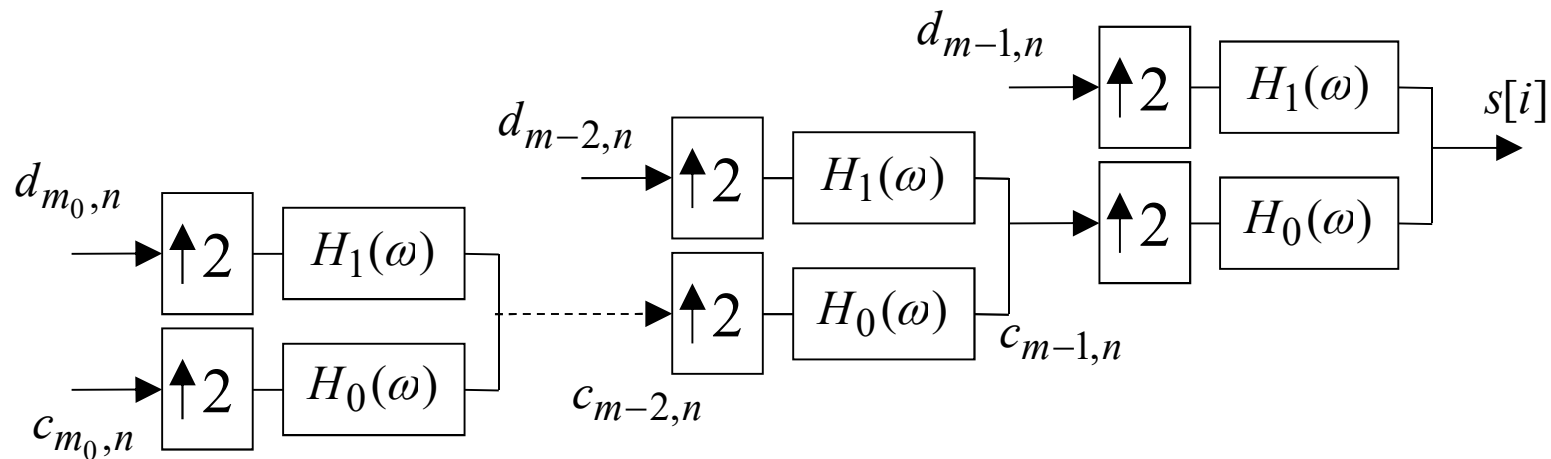 d_{m−1,n}
↑2 H_1(ω)
s[i]
d_{m−2,n}
↑2 H_1(ω)
↑2 H_0(ω)
d_{m_0,n}
↑2 H_1(ω)
↑2 H_0(ω)
c_{m−1,n}
↑2 H_0(ω)
c_{m−2,n}
c_{m_0,n}